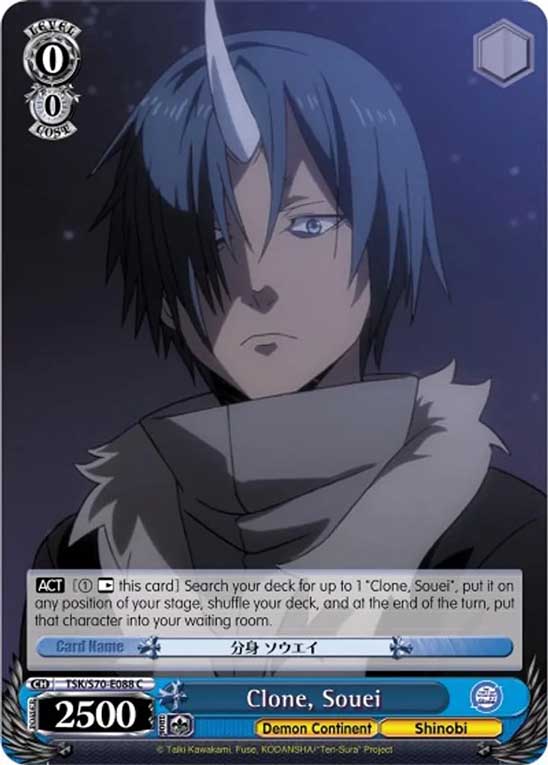 LEVEL
0
0
COST
ACT [① this card] Search your deck for up to 1 "Clone, Souei", put it on
any position of your stage, shuffle your deck, and at the end of the turn, put
that character into your waiting room.
Card Name 分身 ソウエイ
CH TSK/S70-E088 C
Clone, Souei
POWER 2500
SOUL
Demon Continent Shinobi
© Taiki Kawakami, Fuse, KODANSHA/"Ten-Sura" Project